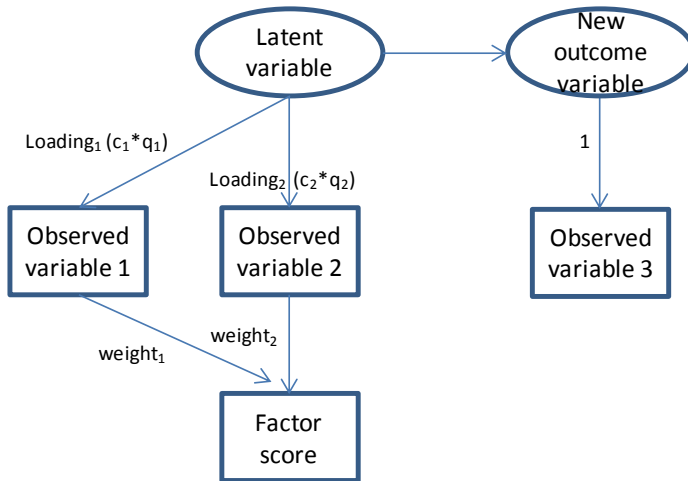 Latent
variable
New
outcome
variable
Loading₁ (c₁*q₁)
1
Loading₂ (c₂*q₂)
Observed
variable 1
Observed
variable 2
Observed
variable 3
weight₁
weight₂
Factor
score